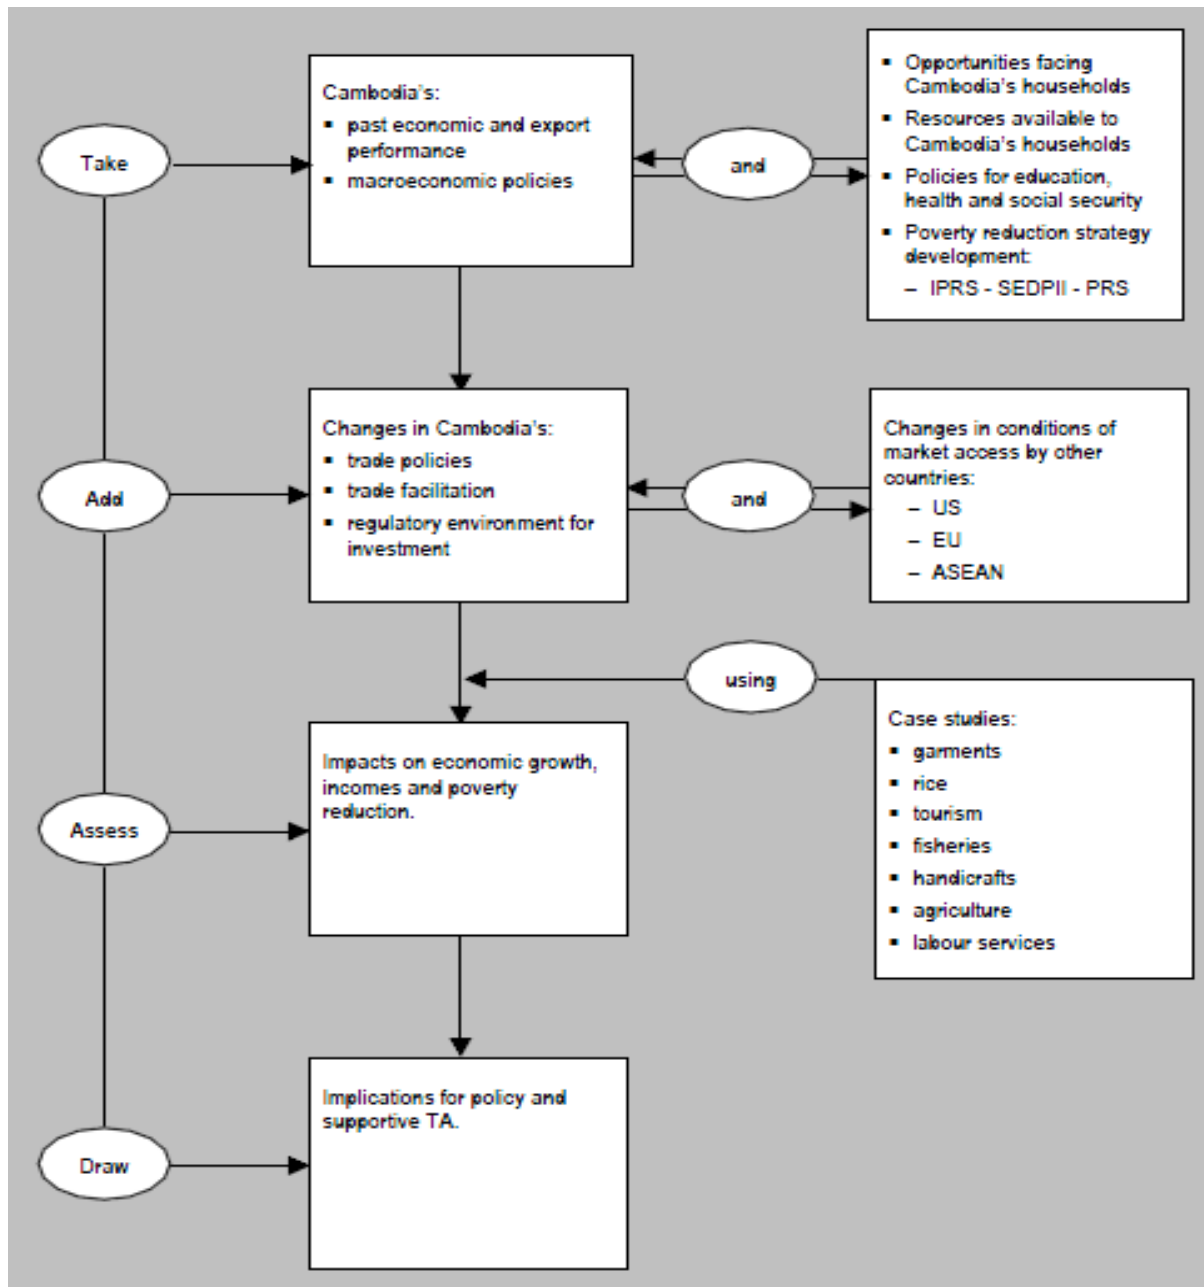 Take
Cambodia's:
▪ past economic and export
performance
▪ macroeconomic policies
and
▪ Opportunities facing
Cambodia's households
▪ Resources available to
Cambodia's households
▪ Policies for education,
health and social security
▪ Poverty reduction strategy
development:
– IPRS - SEDPII - PRS
Add
Changes in Cambodia's:
▪ trade policies
▪ trade facilitation
▪ regulatory environment for
investment
and
Changes in conditions of
market access by other
countries:
– US
– EU
– ASEAN
using
Case studies:
▪ garments
▪ rice
▪ tourism
▪ fisheries
▪ handicrafts
▪ agriculture
▪ labour services
Assess
Impacts on economic growth,
incomes and poverty
reduction.
Draw
Implications for policy and
supportive TA.